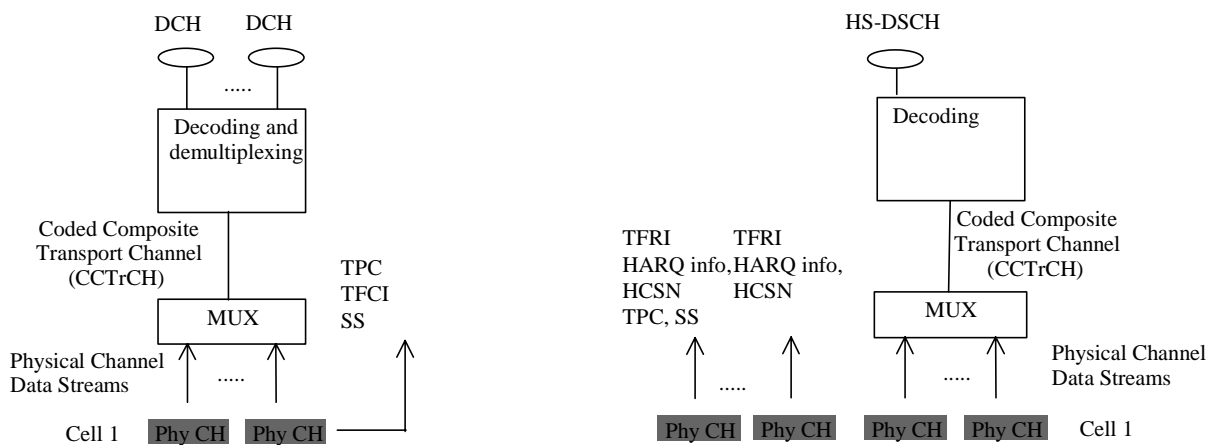 DCH DCH
.....
Decoding and
demultiplexing
Coded Composite
Transport Channel
(CCTrCH)
TPC
TFCI
SS
MUX
Physical Channel
Data Streams
.....
Cell 1 Phy CH Phy CH
HS-DSCH
Decoding
Coded Composite
Transport Channel
(CCTrCH)
TFRI
HARQ info,
HCSN
TPC, SS
TFRI
HARQ info,
HCSN
MUX
Physical Channel
Data Streams
.....
.....
Phy CH Phy CH Phy CH Phy CH Cell 1